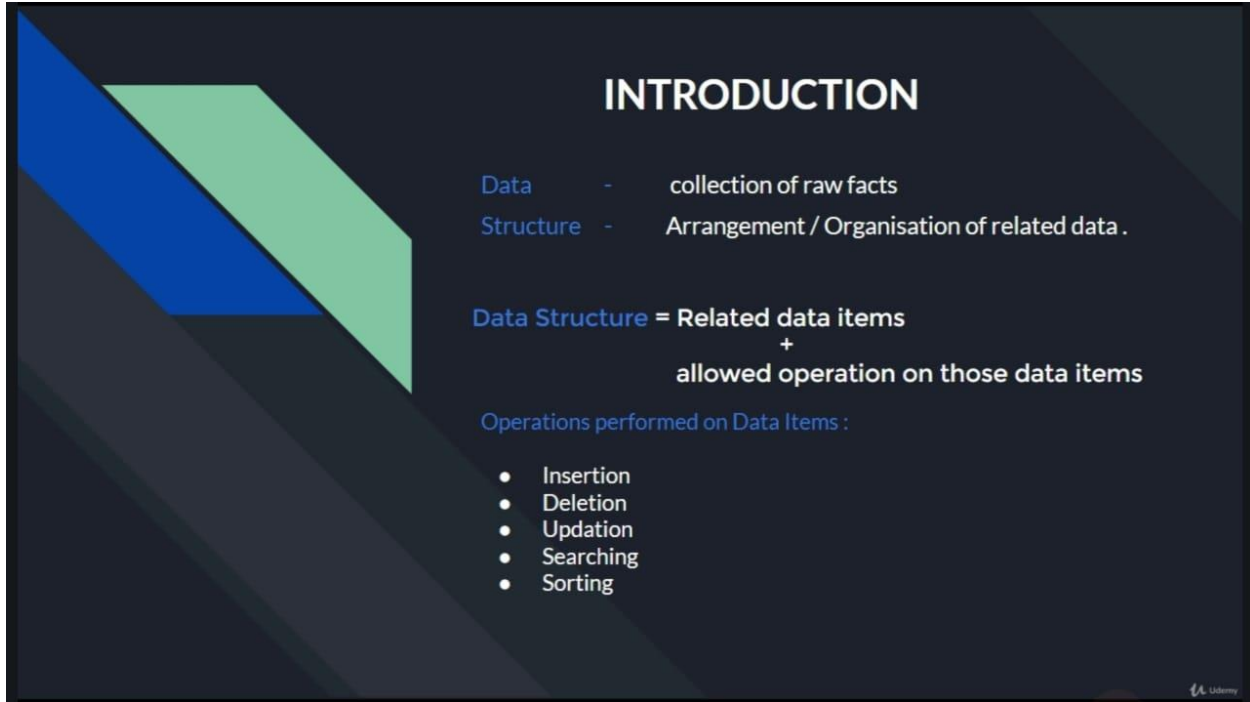 INTRODUCTION
Data - collection of raw facts
Structure - Arrangement / Organisation of related data .
Data Structure = Related data items
+
allowed operation on those data items
Operations performed on Data Items :
● Insertion
● Deletion
● Updation
● Searching
● Sorting
Udemy